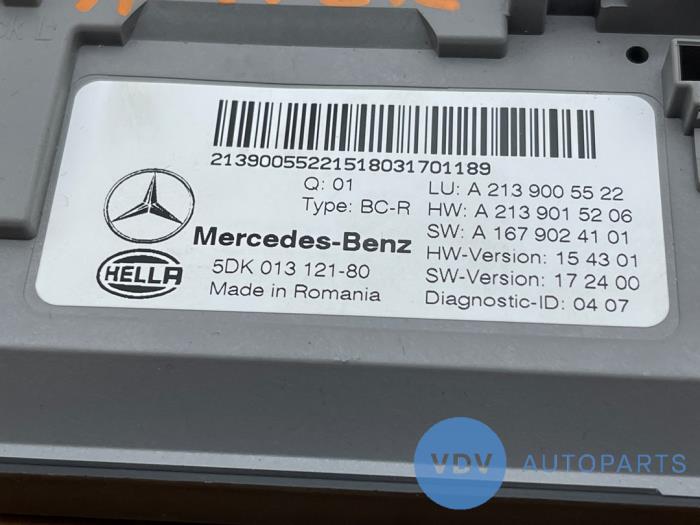 2139005522151803​1701189
Q: 01
Type: BC-R
LU: A 213 900 55 22
HW: A 213 901 52 06
SW: A 167 902 41 01
HW-Version: 15 43 01
SW-Version: 17 24 00
Diagnostic-ID: 04 07
Mercedes-Benz
HELLA
5DK 013 121-80
Made in Romania
VDV AUTOPARTS